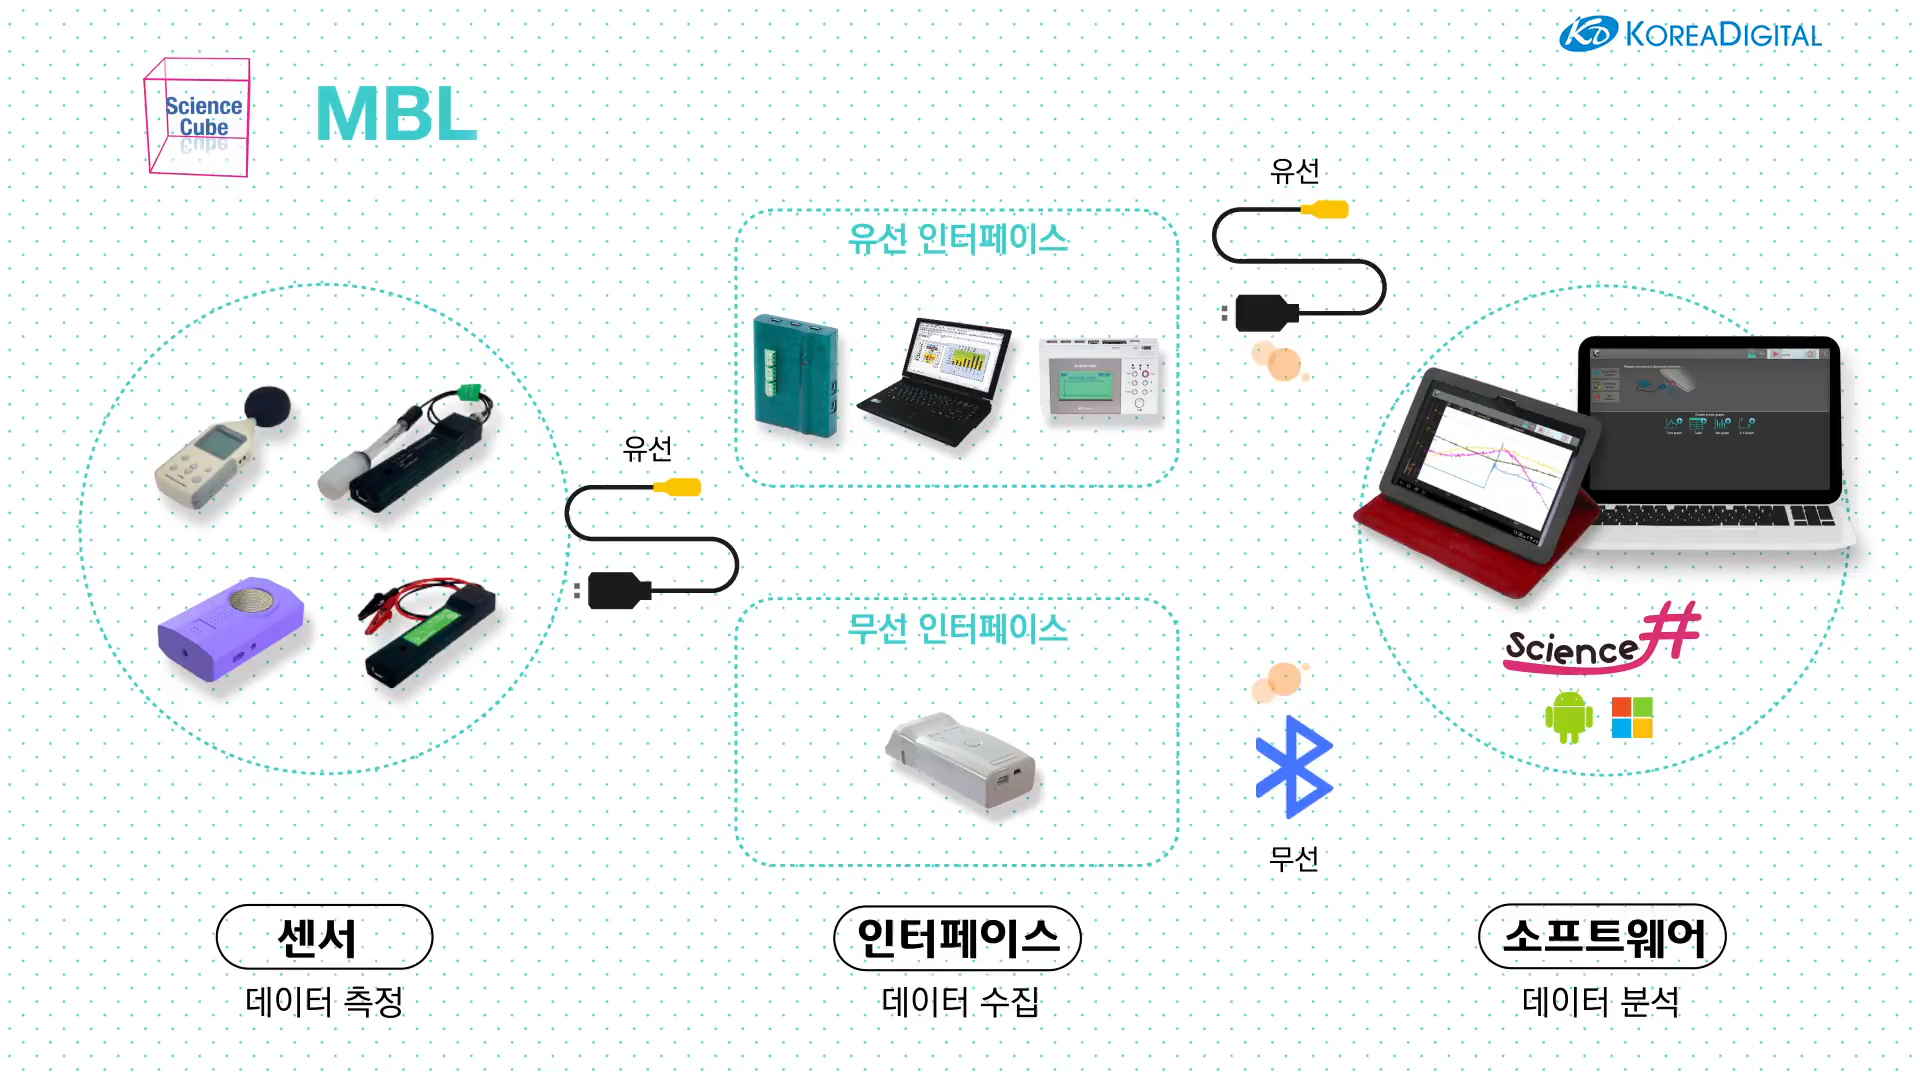 KD KOREADIGITAL
Science
Cube
MBL
유선
유선 인터페이스
유선
무선 인터페이스
Science#
무선
센서
인터페이스
소프트웨어
데이터 측정
데이터 수집
데이터 분석